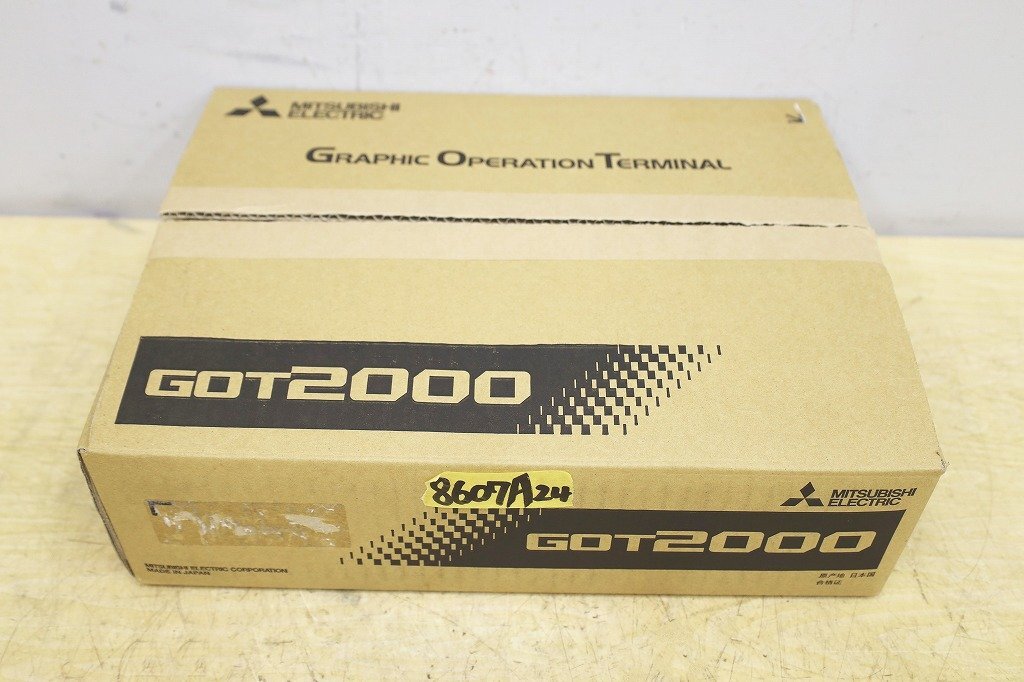 MITSUBISHI
ELECTRIC
GRAPHIC OPERATION TERMINAL
GOT2000
8607A24
MITSUBISHI
ELECTRIC
GOT2000
MITSUBISHI ELECTRIC CORPORATION
MADE IN JAPAN
原产地 日本国
合格证